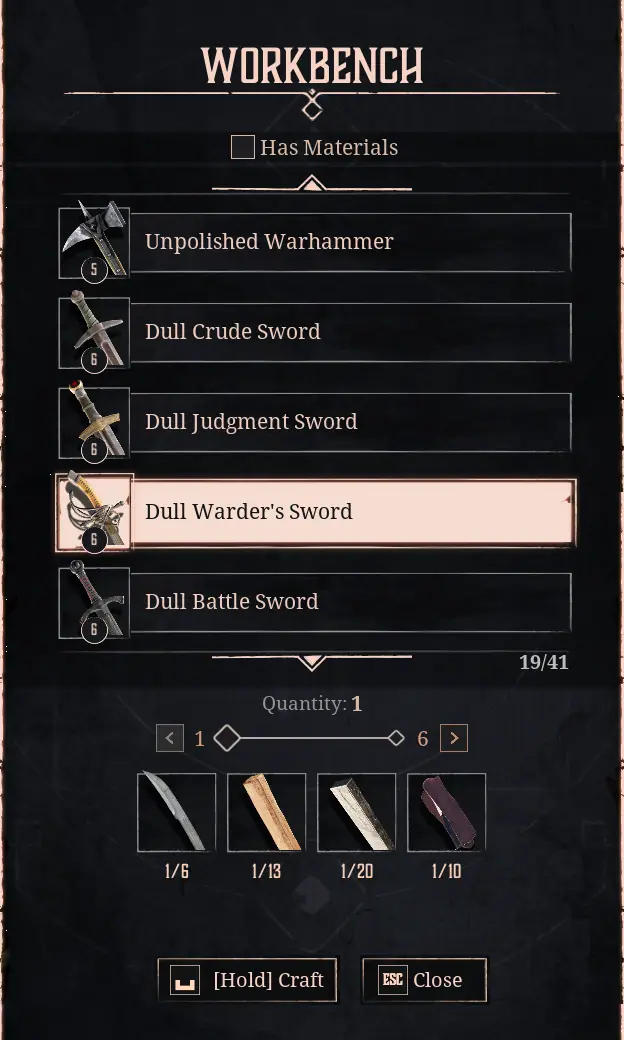 WORKBENCH
Has Materials
Unpolished Warhammer
5
Dull Crude Sword
6
Dull Judgment Sword
6
Dull Warder's Sword
6
Dull Battle Sword
6
19/41
Quantity: 1
< 1 6 >
1/6 1/13 1/20 1/10
[Hold] Craft ESC Close